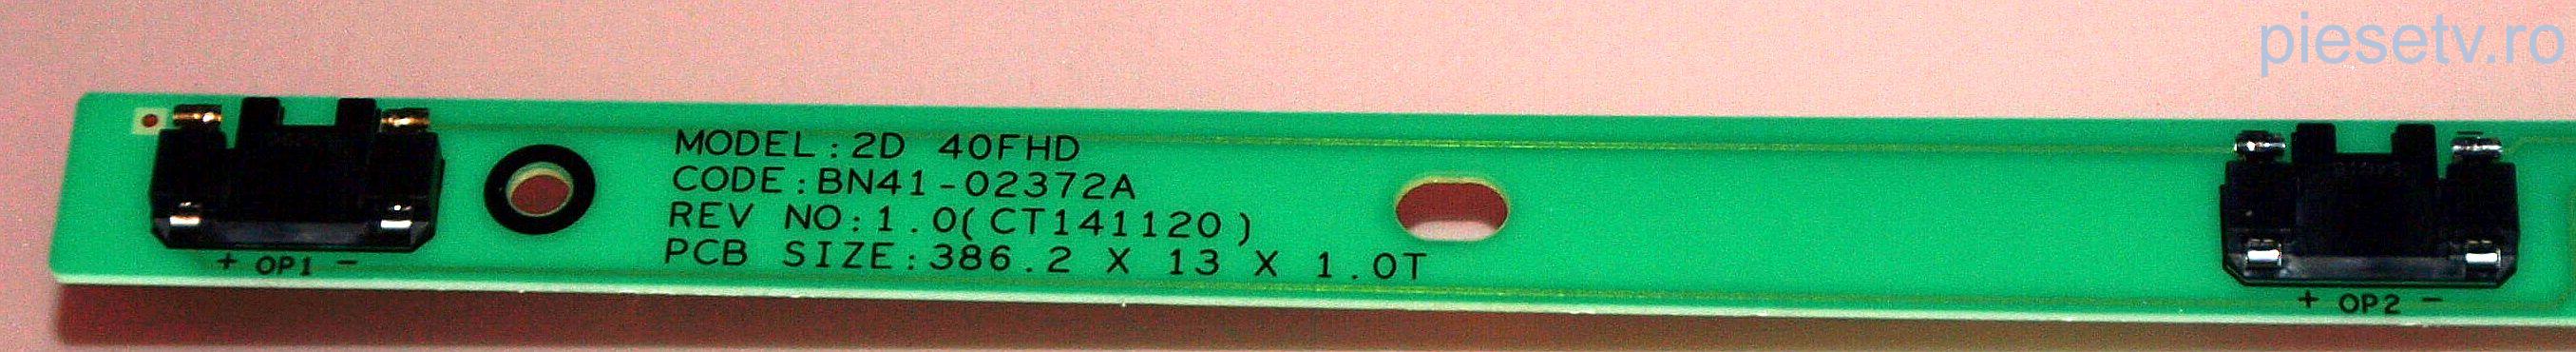 piesetv.ro
MODEL:2D 40FHD
CODE:BN41-02372A
REV NO:1.0(CT141120)
PCB SIZE:386.2 X 13 X 1.0T
+ OP1 -
+ OP2 -